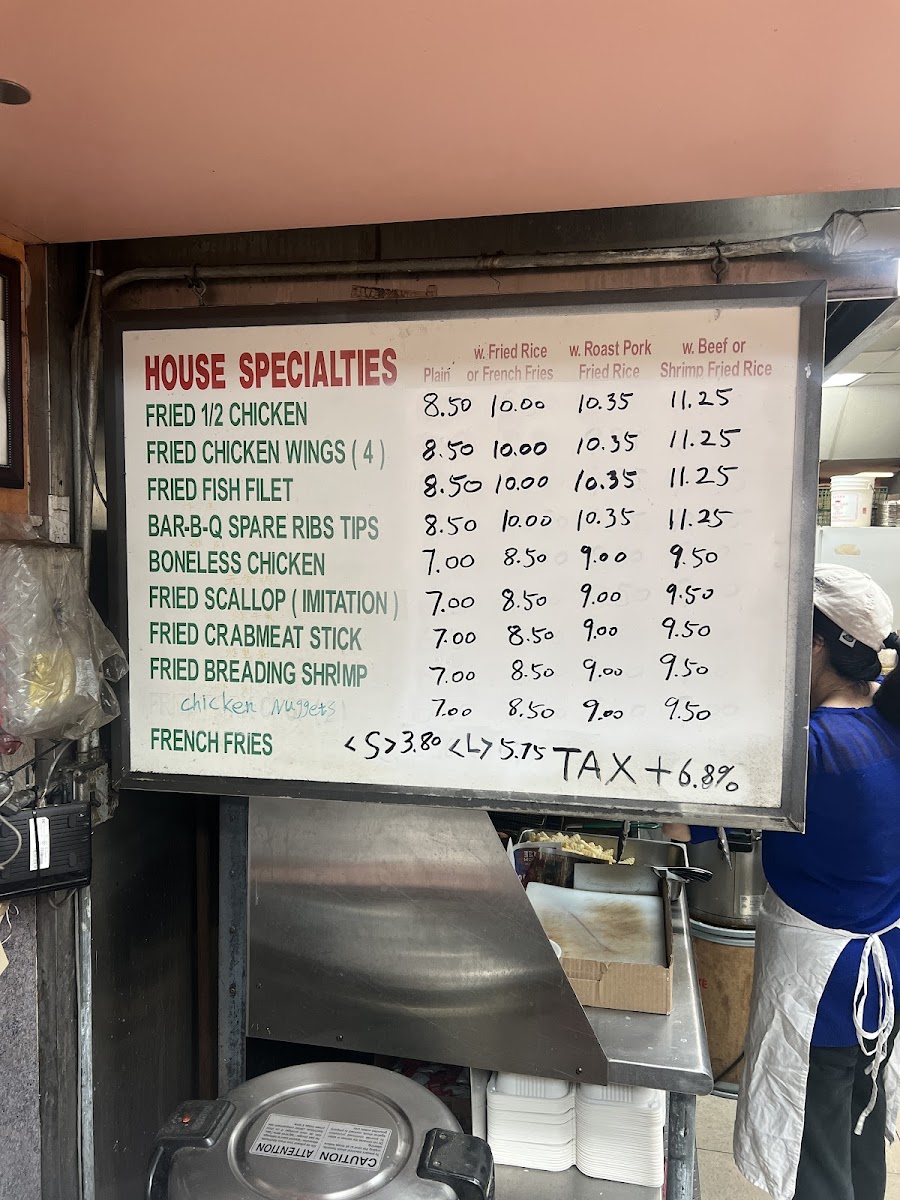 HOUSE SPECIALTIES Plain w. Fried Rice or French Fries w. Roast Pork Fried Rice w. Beef or Shrimp Fried Rice
FRIED 1/2 CHICKEN 8.50 10.00 10.35 11.25
FRIED CHICKEN WINGS ( 4 ) 8.50 10.00 10.35 11.25
FRIED FISH FILET 8.50 10.00 10.35 11.25
BAR-B-Q SPARE RIBS TIPS 8.50 10.00 10.35 11.25
BONELESS CHICKEN 7.00 8.50 9.00 9.50
FRIED SCALLOP ( IMITATION ) 7.00 8.50 9.00 9.50
FRIED CRABMEAT STICK 7.00 8.50 9.00 9.50
FRIED BREADING SHRIMP 7.00 8.50 9.00 9.50
chicken Nuggets 7.00 8.50 9.00 9.50
FRENCH FRIES <S> 3.80 <L> 5.75 TAX + 6.8%
CAUTION ATTENTION